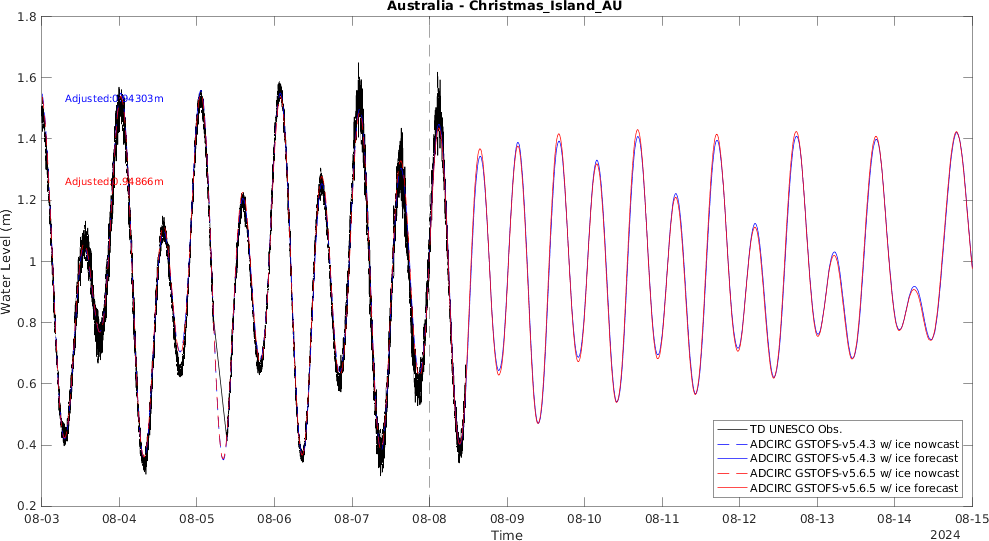 Australia - Christmas_Island_AU
1.8
1.6
1.4
1.2
1
0.8
0.6
0.4
0.2
Water Level (m)
Adjusted:0.94303m
Adjusted:0.94866m
TD UNESCO Obs.
ADCIRC GSTOFS-v5.4.3 w/ ice nowcast
ADCIRC GSTOFS-v5.4.3 w/ ice forecast
ADCIRC GSTOFS-v5.6.5 w/ ice nowcast
ADCIRC GSTOFS-v5.6.5 w/ ice forecast
08-03 08-04 08-05 08-06 08-07 08-08 08-09 08-10 08-11 08-12 08-13 08-14 08-15
Time
2024